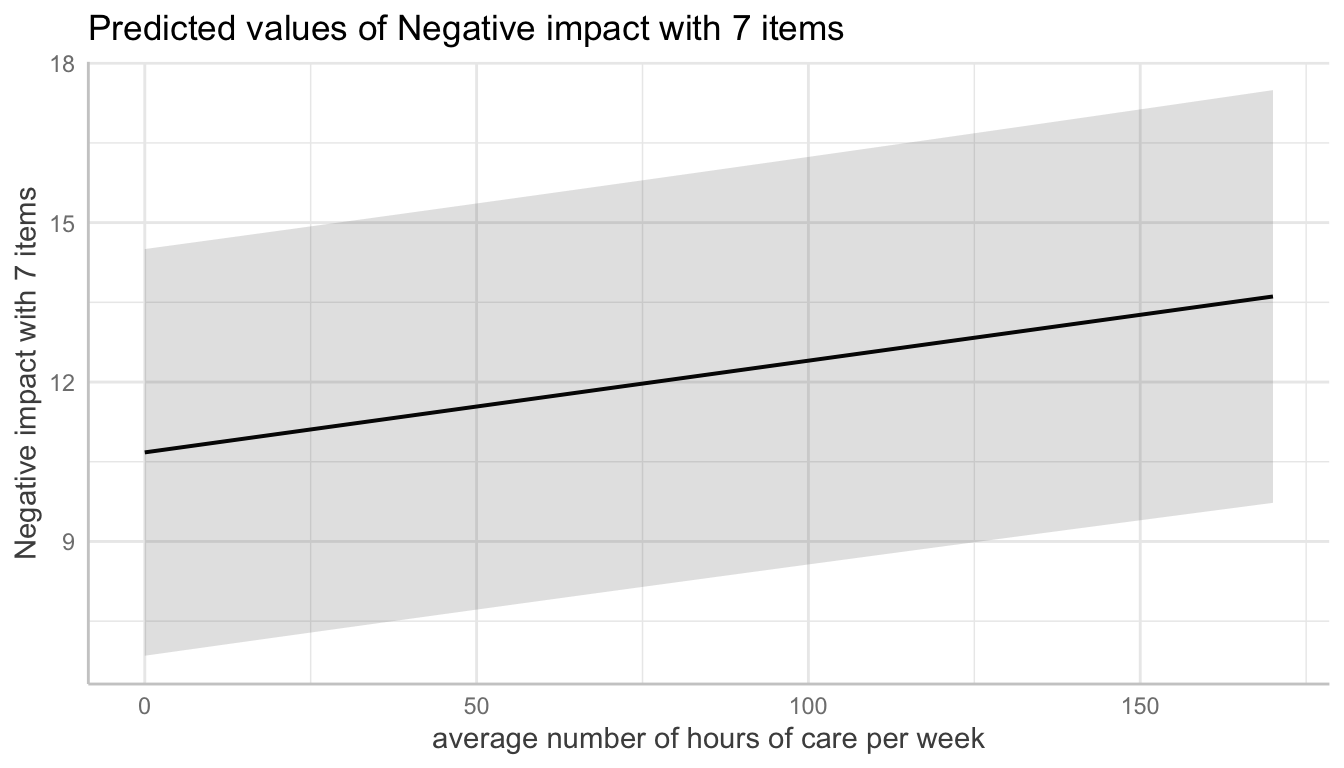 Predicted values of Negative impact with 7 items
18
15
12
9
Negative impact with 7 items
0 50 100 150
average number of hours of care per week